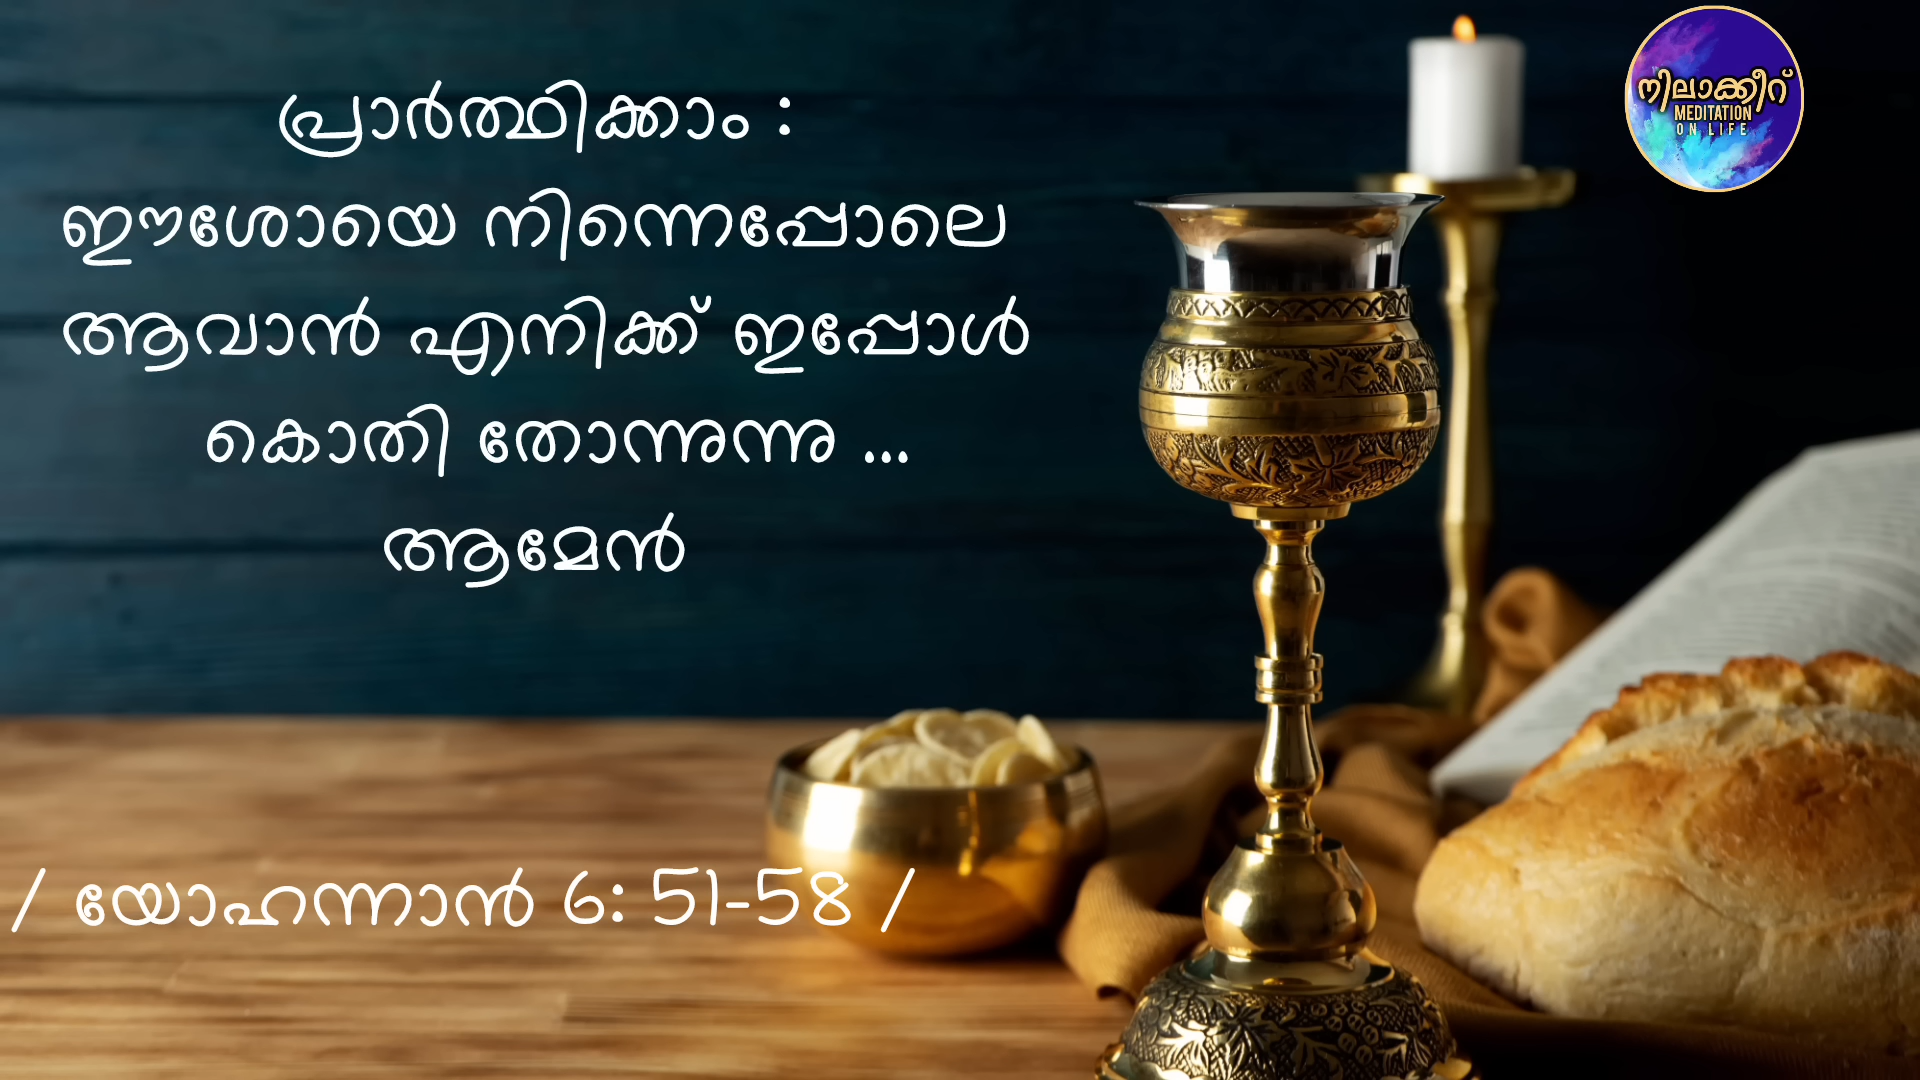 പ്രാർത്ഥിക്കാം :
ഈശോയെ നിന്നെപ്പോലെ
ആവാൻ എനിക്ക് ഇപ്പോൾ
കൊതി തോന്നുന്നു ...
ആമേൻ
/ യോഹന്നാൻ 6: 51-58 /
നിലാക്കീറ്
MEDITATION
ON LIFE